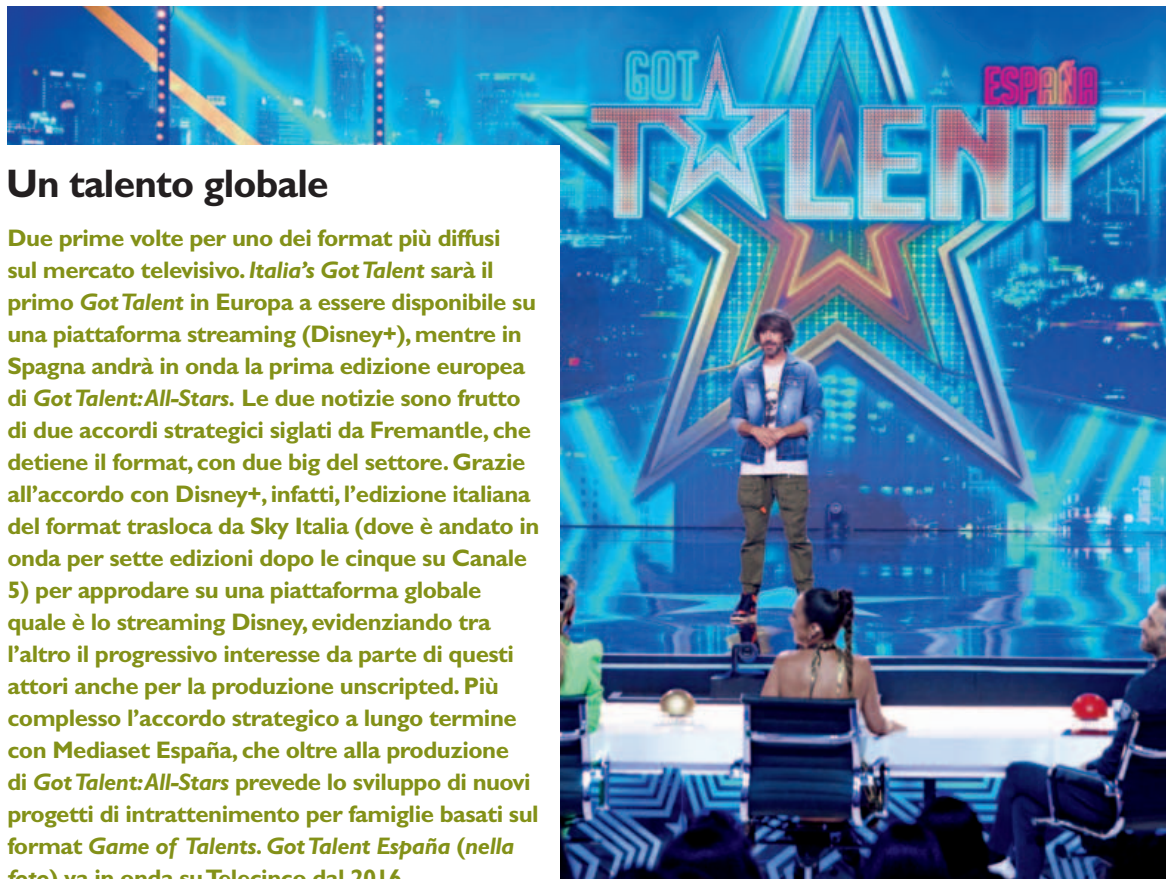 GOT
ESPAÑA
TALENT
Un talento globale
Due prime volte per uno dei format più diffusi
sul mercato televisivo. Italia's Got Talent sarà il
primo Got Talent in Europa a essere disponibile su
una piattaforma streaming (Disney+), mentre in
Spagna andrà in onda la prima edizione europea
di Got Talent: All-Stars. Le due notizie sono frutto
di due accordi strategici siglati da Fremantle, che
detiene il format, con due big del settore. Grazie
all'accordo con Disney+, infatti, l'edizione italiana
del format trasloca da Sky Italia (dove è andato in
onda per sette edizioni dopo le cinque su Canale
5) per approdare su una piattaforma globale
quale è lo streaming Disney, evidenziando tra
l'altro il progressivo interesse da parte di questi
attori anche per la produzione unscripted. Più
complesso l'accordo strategico a lungo termine
con Mediaset España, che oltre alla produzione
di Got Talent: All-Stars prevede lo sviluppo di nuovi
progetti di intrattenimento per famiglie basati sul
format Game of Talents. Got Talent España (nella
foto) va in onda su Telecinco dal 2016